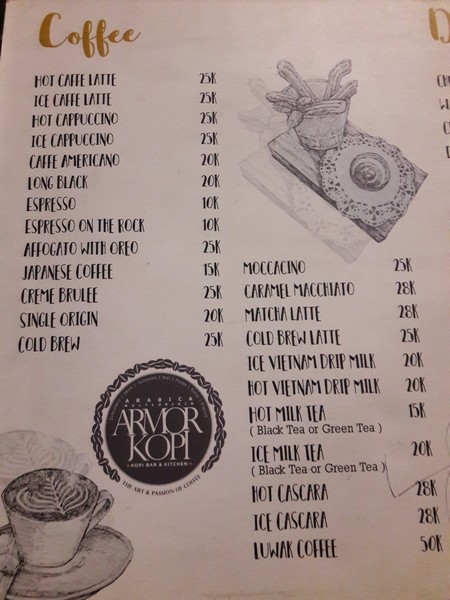 Coffee
HOT CAFFE LATTE 25K
ICE CAFFE LATTE 25K
HOT CAPPUCCINO 25K
ICE CAPPUCCINO 25K
CAFFE AMERICANO 20K
LONG BLACK 20K
ESPRESSO 10K
ESPRESSO ON THE ROCK 10K
AFFOGATO WITH OREO 25K
JAPANESE COFFEE 15K
CREME BRULEE 25K
SINGLE ORIGIN 20K
COLD BREW 25K
ARABICA
ARMOR
KOPI
KOPI BAR & KITCHEN
THE ART & PASSION OF COFFEE
MOCCACINO 25K
CARAMEL MACCHIATO 28K
MATCHA LATTE 28K
COLD BREW LATTE 25K
ICE VIETNAM DRIP MILK 20K
HOT VIETNAM DRIP MILK 20K
HOT MILK TEA 15K
( Black Tea or Green Tea )
ICE MILK TEA 20K
( Black Tea or Green Tea )
HOT CASCARA 28K
ICE CASCARA 28K
LUWAK COFFEE 50K
D